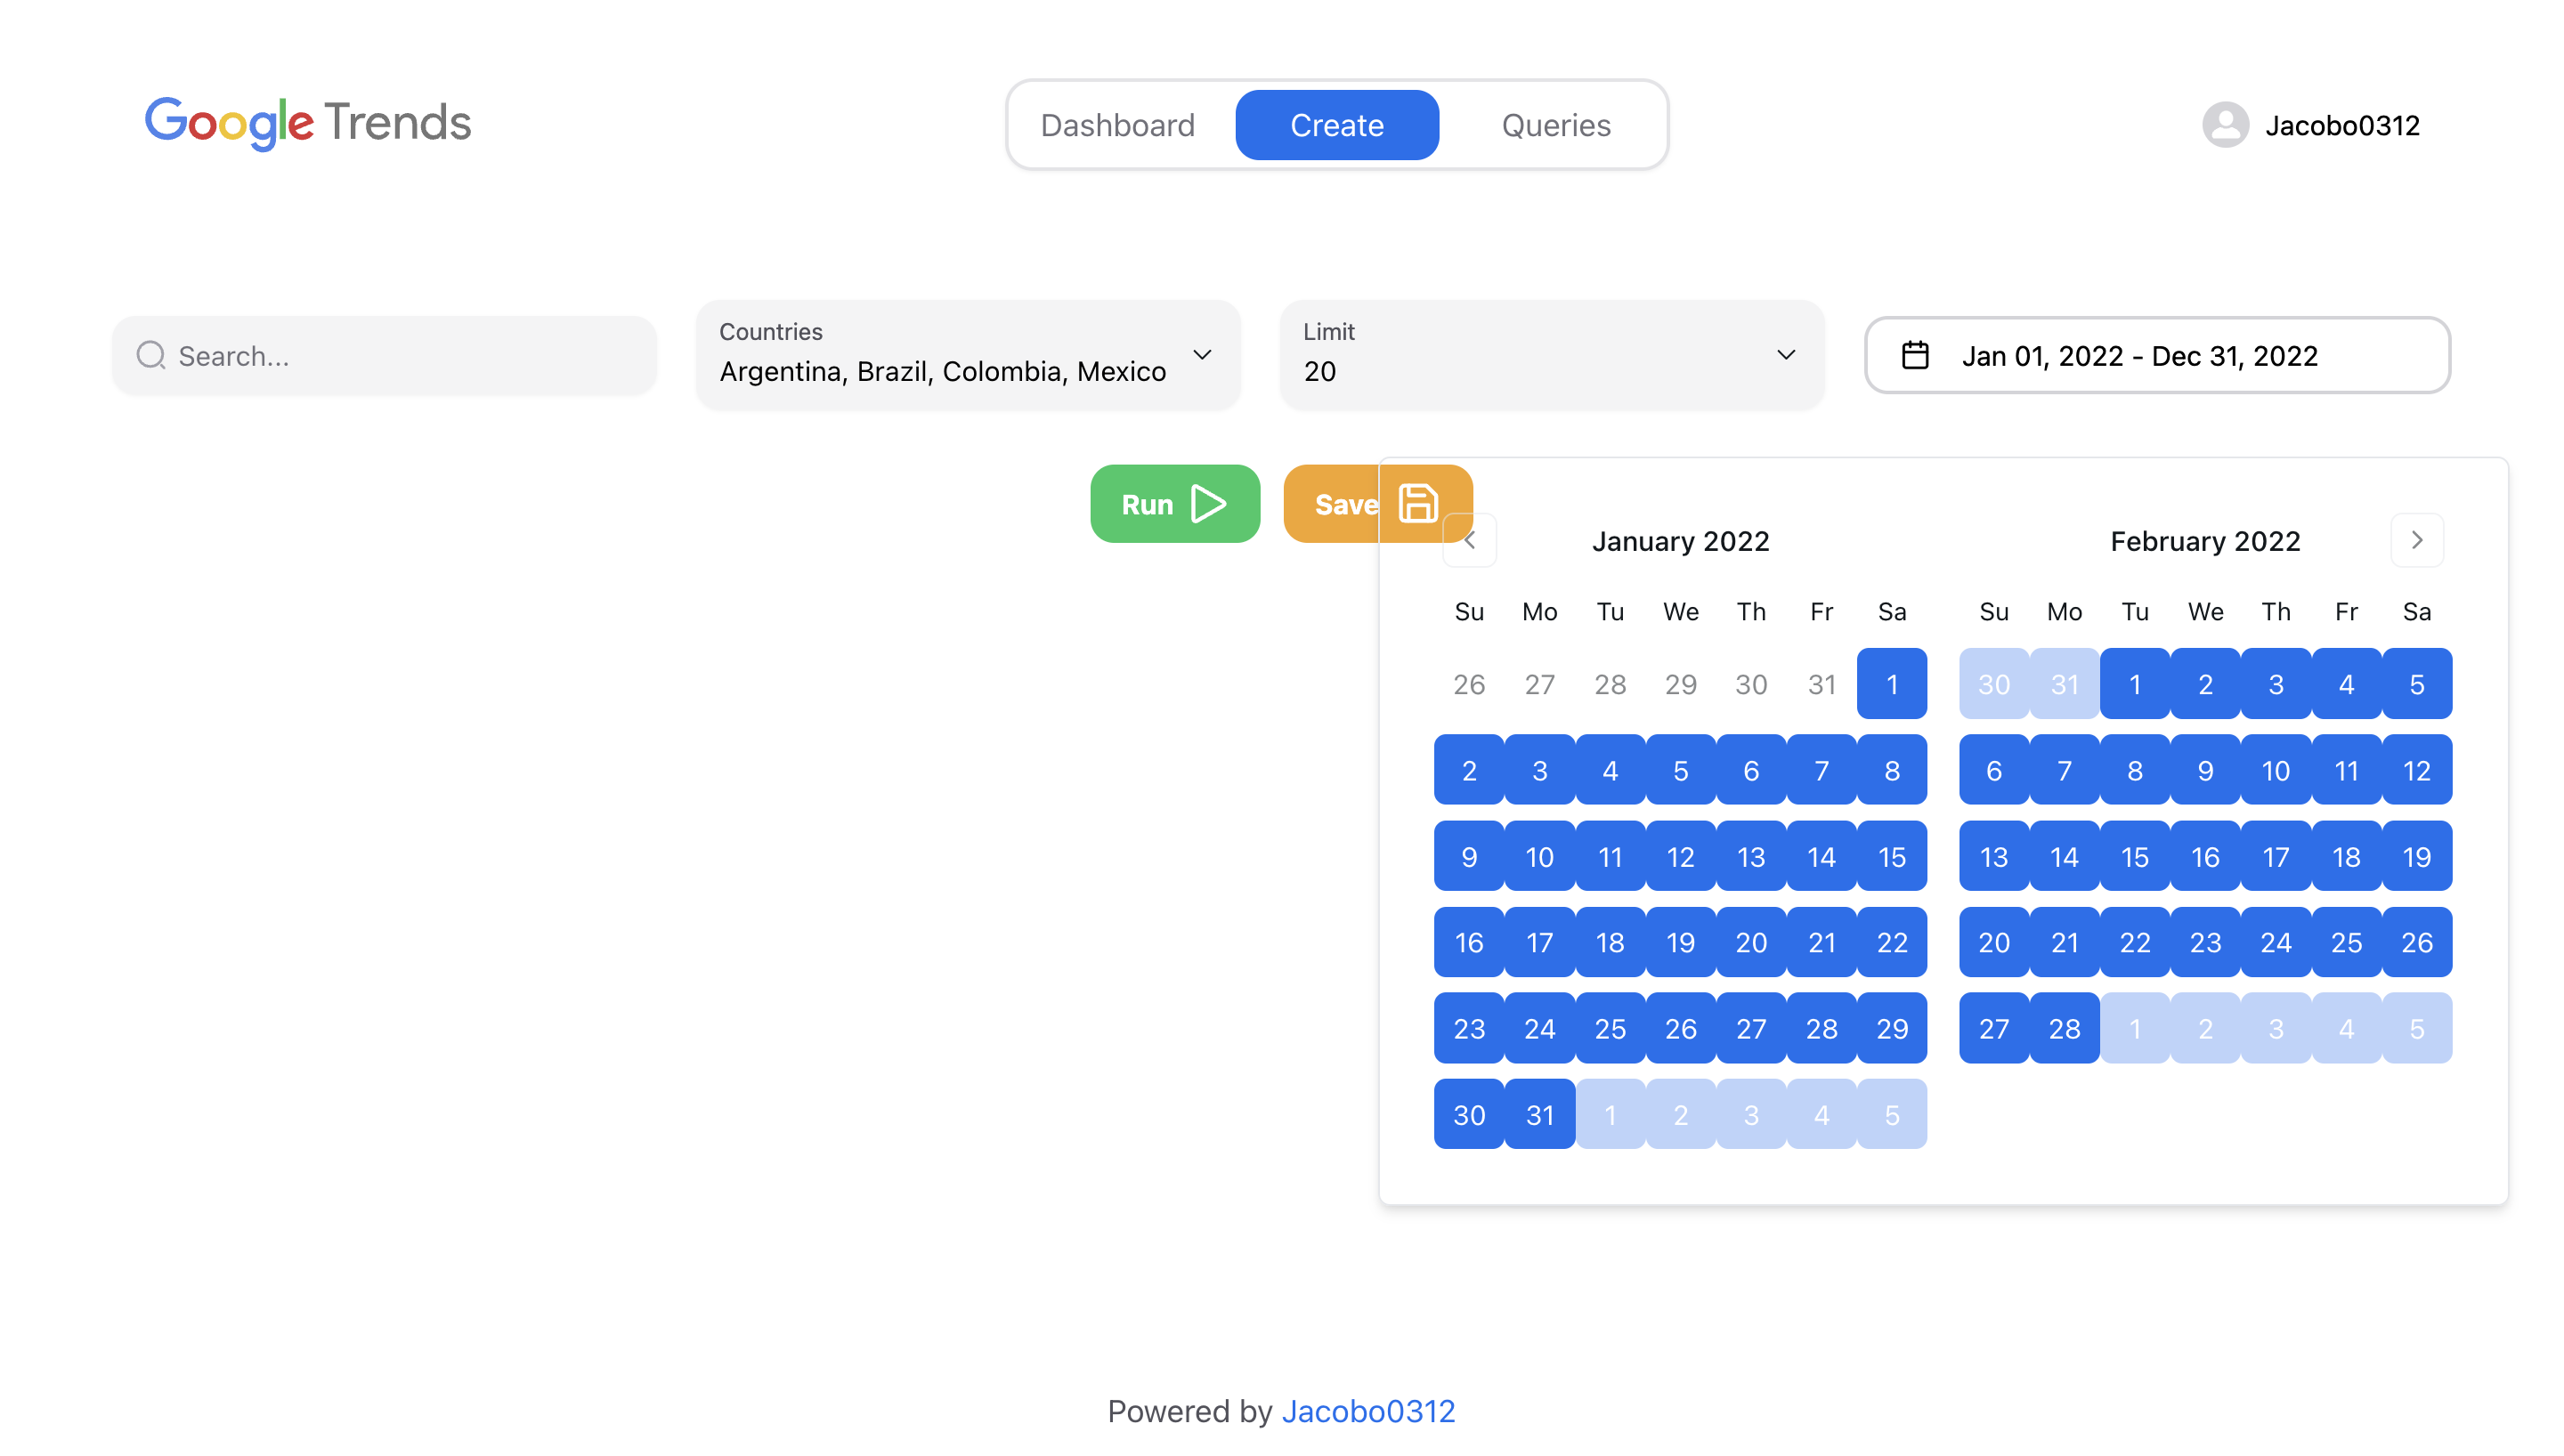 Google Trends
Dashboard Create Queries
Jacobo0312
Search...
Countries
Argentina, Brazil, Colombia, Mexico
Limit
20
Jan 01, 2022 - Dec 31, 2022
Run
Save
January 2022
Su Mo Tu We Th Fr Sa
26 27 28 29 30 31 1
2 3 4 5 6 7 8
9 10 11 12 13 14 15
16 17 18 19 20 21 22
23 24 25 26 27 28 29
30 31 1 2 3 4 5
February 2022
Su Mo Tu We Th Fr Sa
30 31 1 2 3 4 5
6 7 8 9 10 11 12
13 14 15 16 17 18 19
20 21 22 23 24 25 26
27 28 1 2 3 4 5
Powered by Jacobo0312